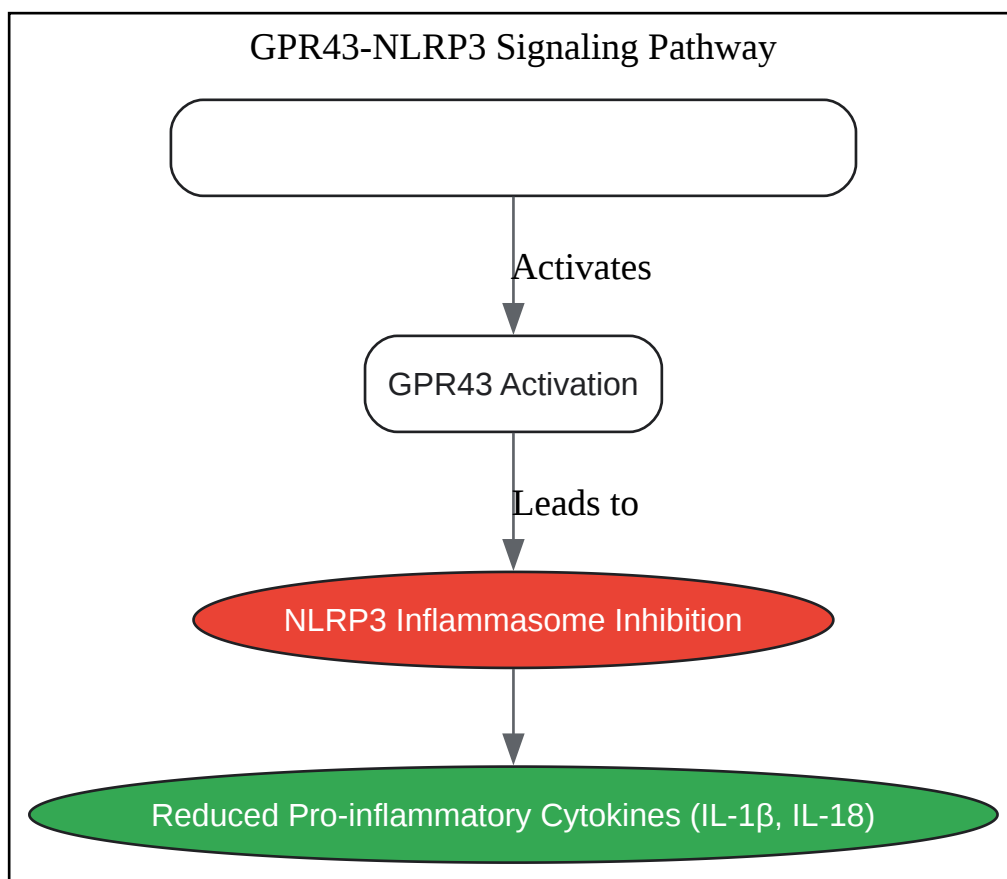 GPR43-NLRP3 Signaling Pathway
Activates
GPR43 Activation
Leads to
NLRP3 Inflammasome Inhibition
Reduced Pro-inflammatory Cytokines (IL-1β, IL-18)